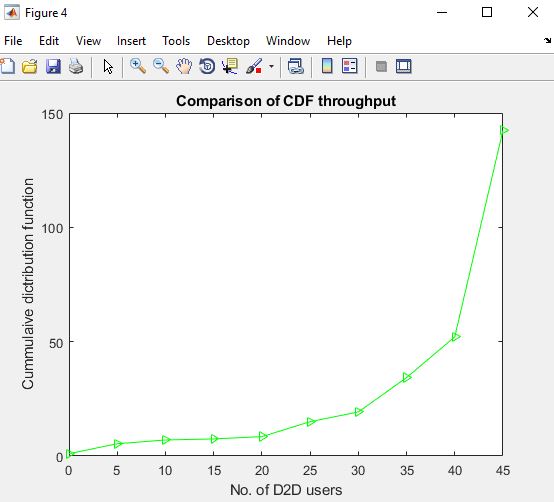 Figure 4
File Edit View Insert Tools Desktop Window Help
Comparison of CDF throughput
150
100
50
0
Cummulaive dictribution function
0 5 10 15 20 25 30 35 40 45
No. of D2D users